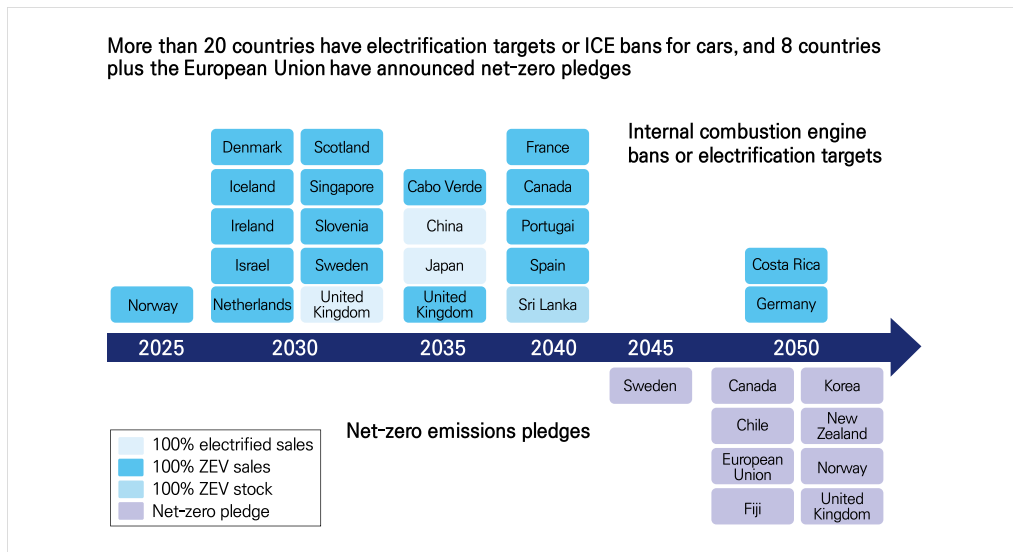 More than 20 countries have electrification targets or ICE bans for cars, and 8 countries
plus the European Union have announced net-zero pledges
Internal combustion engine
bans or electrification targets
Denmark
Scotland
France
Iceland
Singapore
Cabo Verde
Canada
Ireland
Slovenia
China
Portugai
Israel
Sweden
Japan
Spain
Costa Rica
Norway
Netherlands
United
Kingdom
United
Kingdom
Sri Lanka
Germany
2025
2030
2035
2040
2045
2050
Sweden
Canada
Korea
Net-zero emissions pledges
Chile
New
Zealand
European
Union
Norway
Fiji
United
Kingdom
100% electrified sales
100% ZEV sales
100% ZEV stock
Net-zero pledge